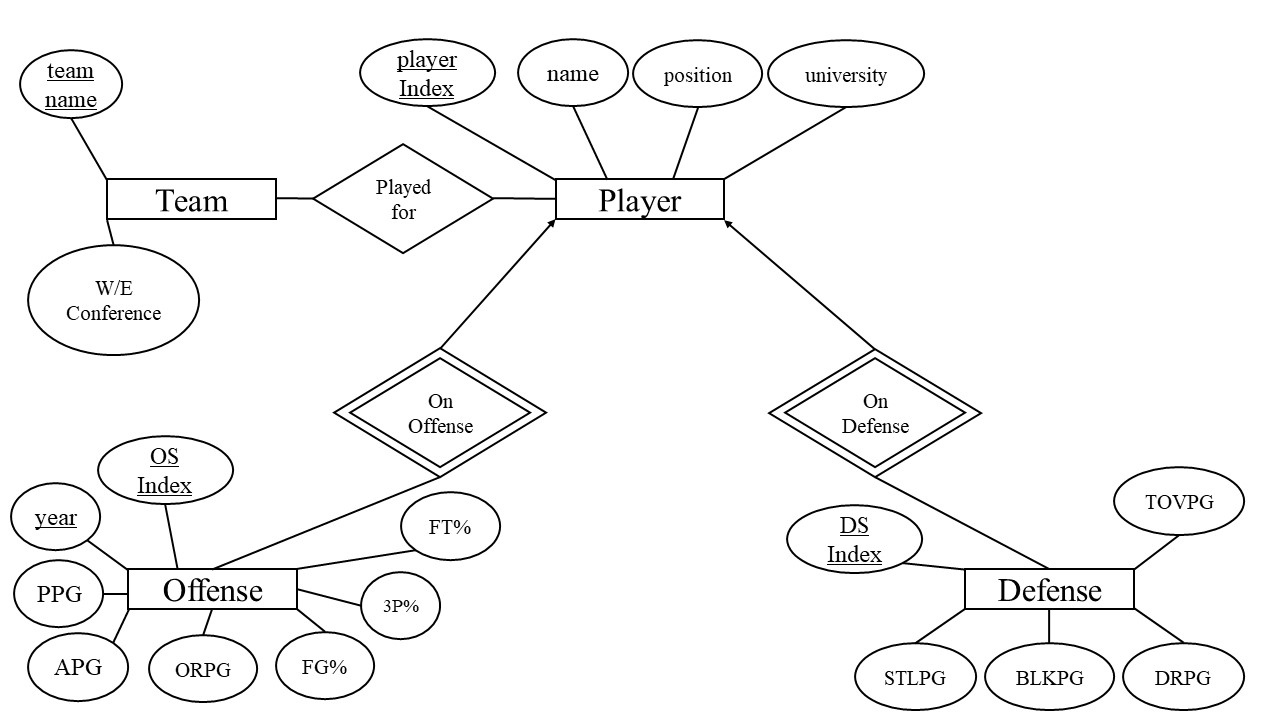 team
name
player
Index
name
position
university
Team
Played
for
Player
W/E
Conference
On
Offense
On
Defense
OS
Index
year
FT%
PPG
Offense
3P%
APG
ORPG
FG%
DS
Index
TOVPG
Defense
STLPG
BLKPG
DRPG